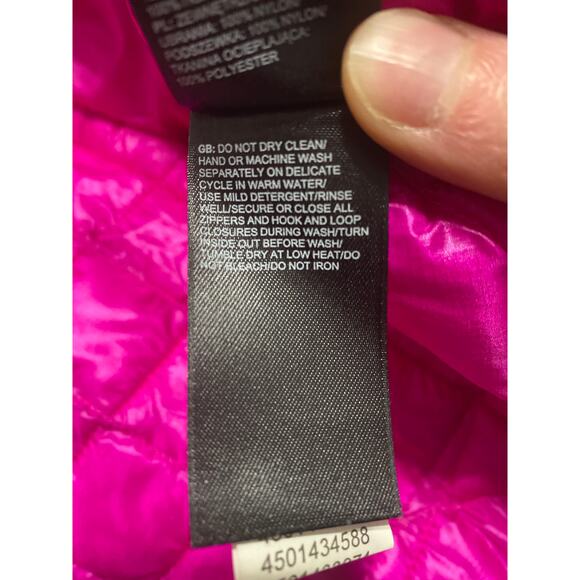 PL: ZEWNĘTRZNA
UBRANIA: 100% NYLON/
PODSZEWKA: 100% NYLON/
TKANINA OCIEPLAJĄCA:
100% POLYESTER
GB: DO NOT DRY CLEAN/
HAND OR MACHINE WASH
SEPARATELY ON DELICATE
CYCLE IN WARM WATER/
USE MILD DETERGENT/RINSE
WELL/SECURE OR CLOSE ALL
ZIPPERS AND HOOK AND LOOP
CLOSURES DURING WASH/TURN
INSIDE OUT BEFORE WASH/
TUMBLE DRY AT LOW HEAT/DO
NOT BLEACH/DO NOT IRON
4501434588